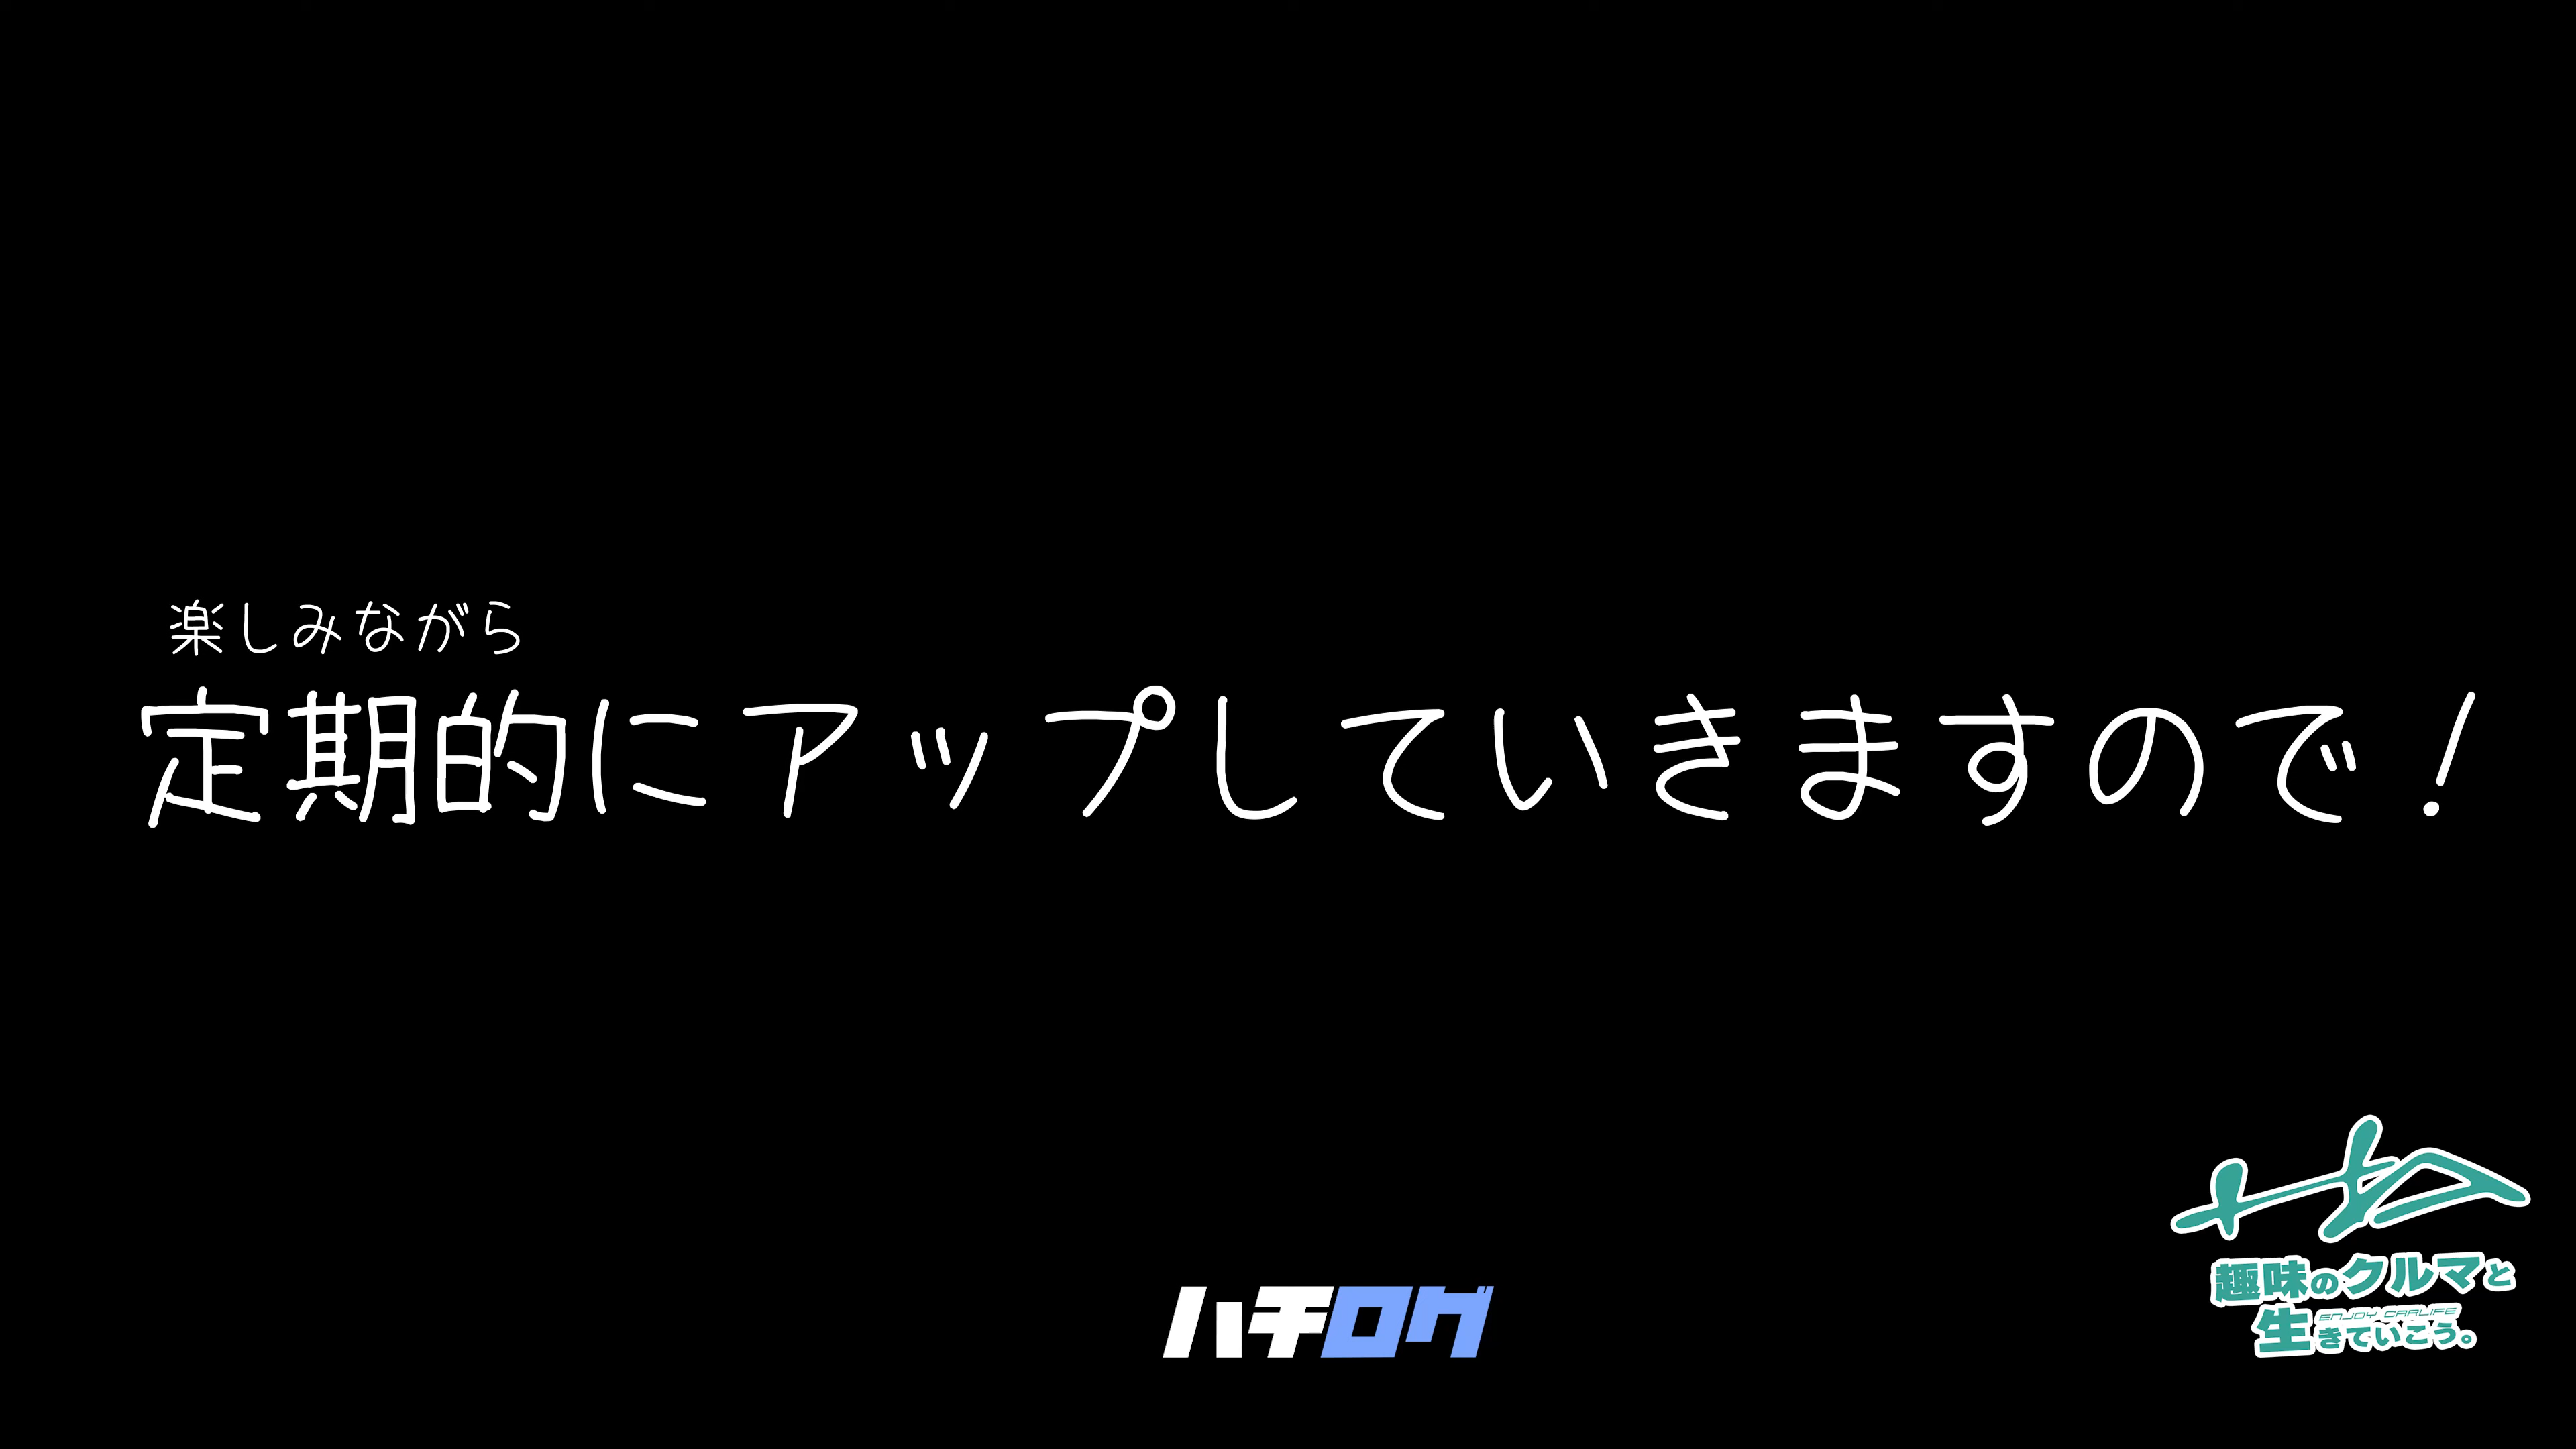 楽しみながら
定期的にアップしていきますので！
ハチログ
趣味のクルマと
ENJOY CARLIFE
生きていこう。